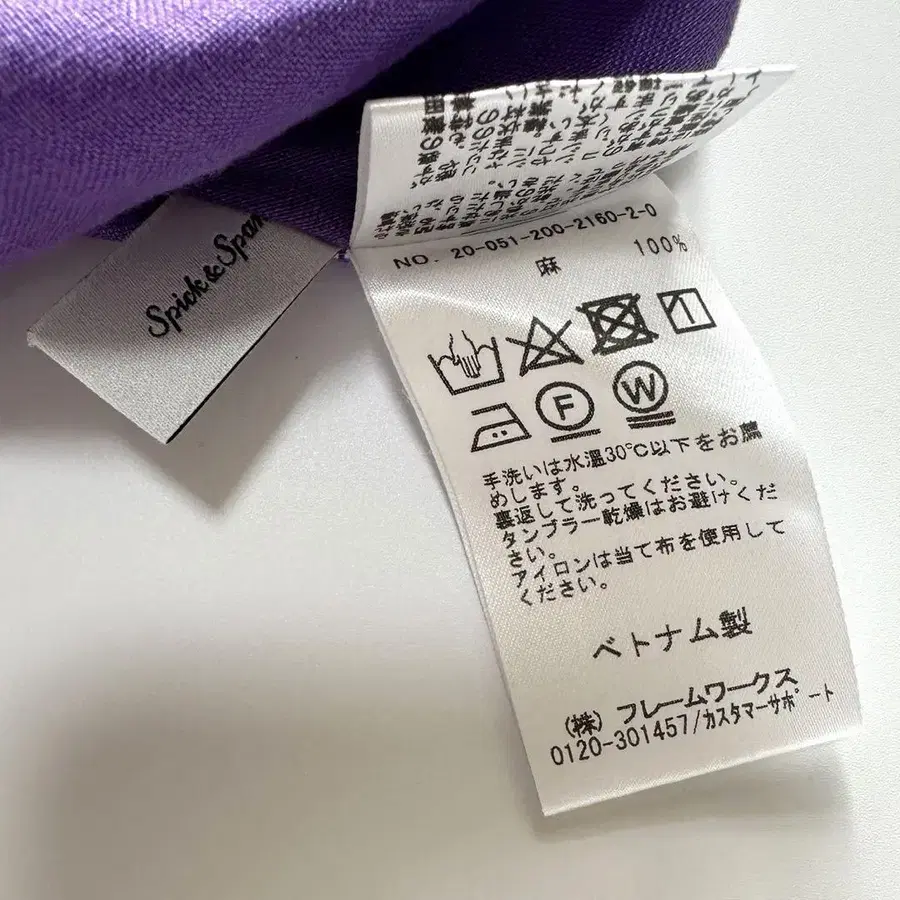 Spick & Span
NO. 20-051-200-2160-2-0
麻 100%
F
W
手洗いは水温30℃以下をお薦
めします。
裏返して洗ってください。
タンブラー乾燥はお避けくだ
さい。
アイロンは当て布を使用して
ください。
ベトナム製
(株) フレームワークス
0120-301457/カスタマーサポート